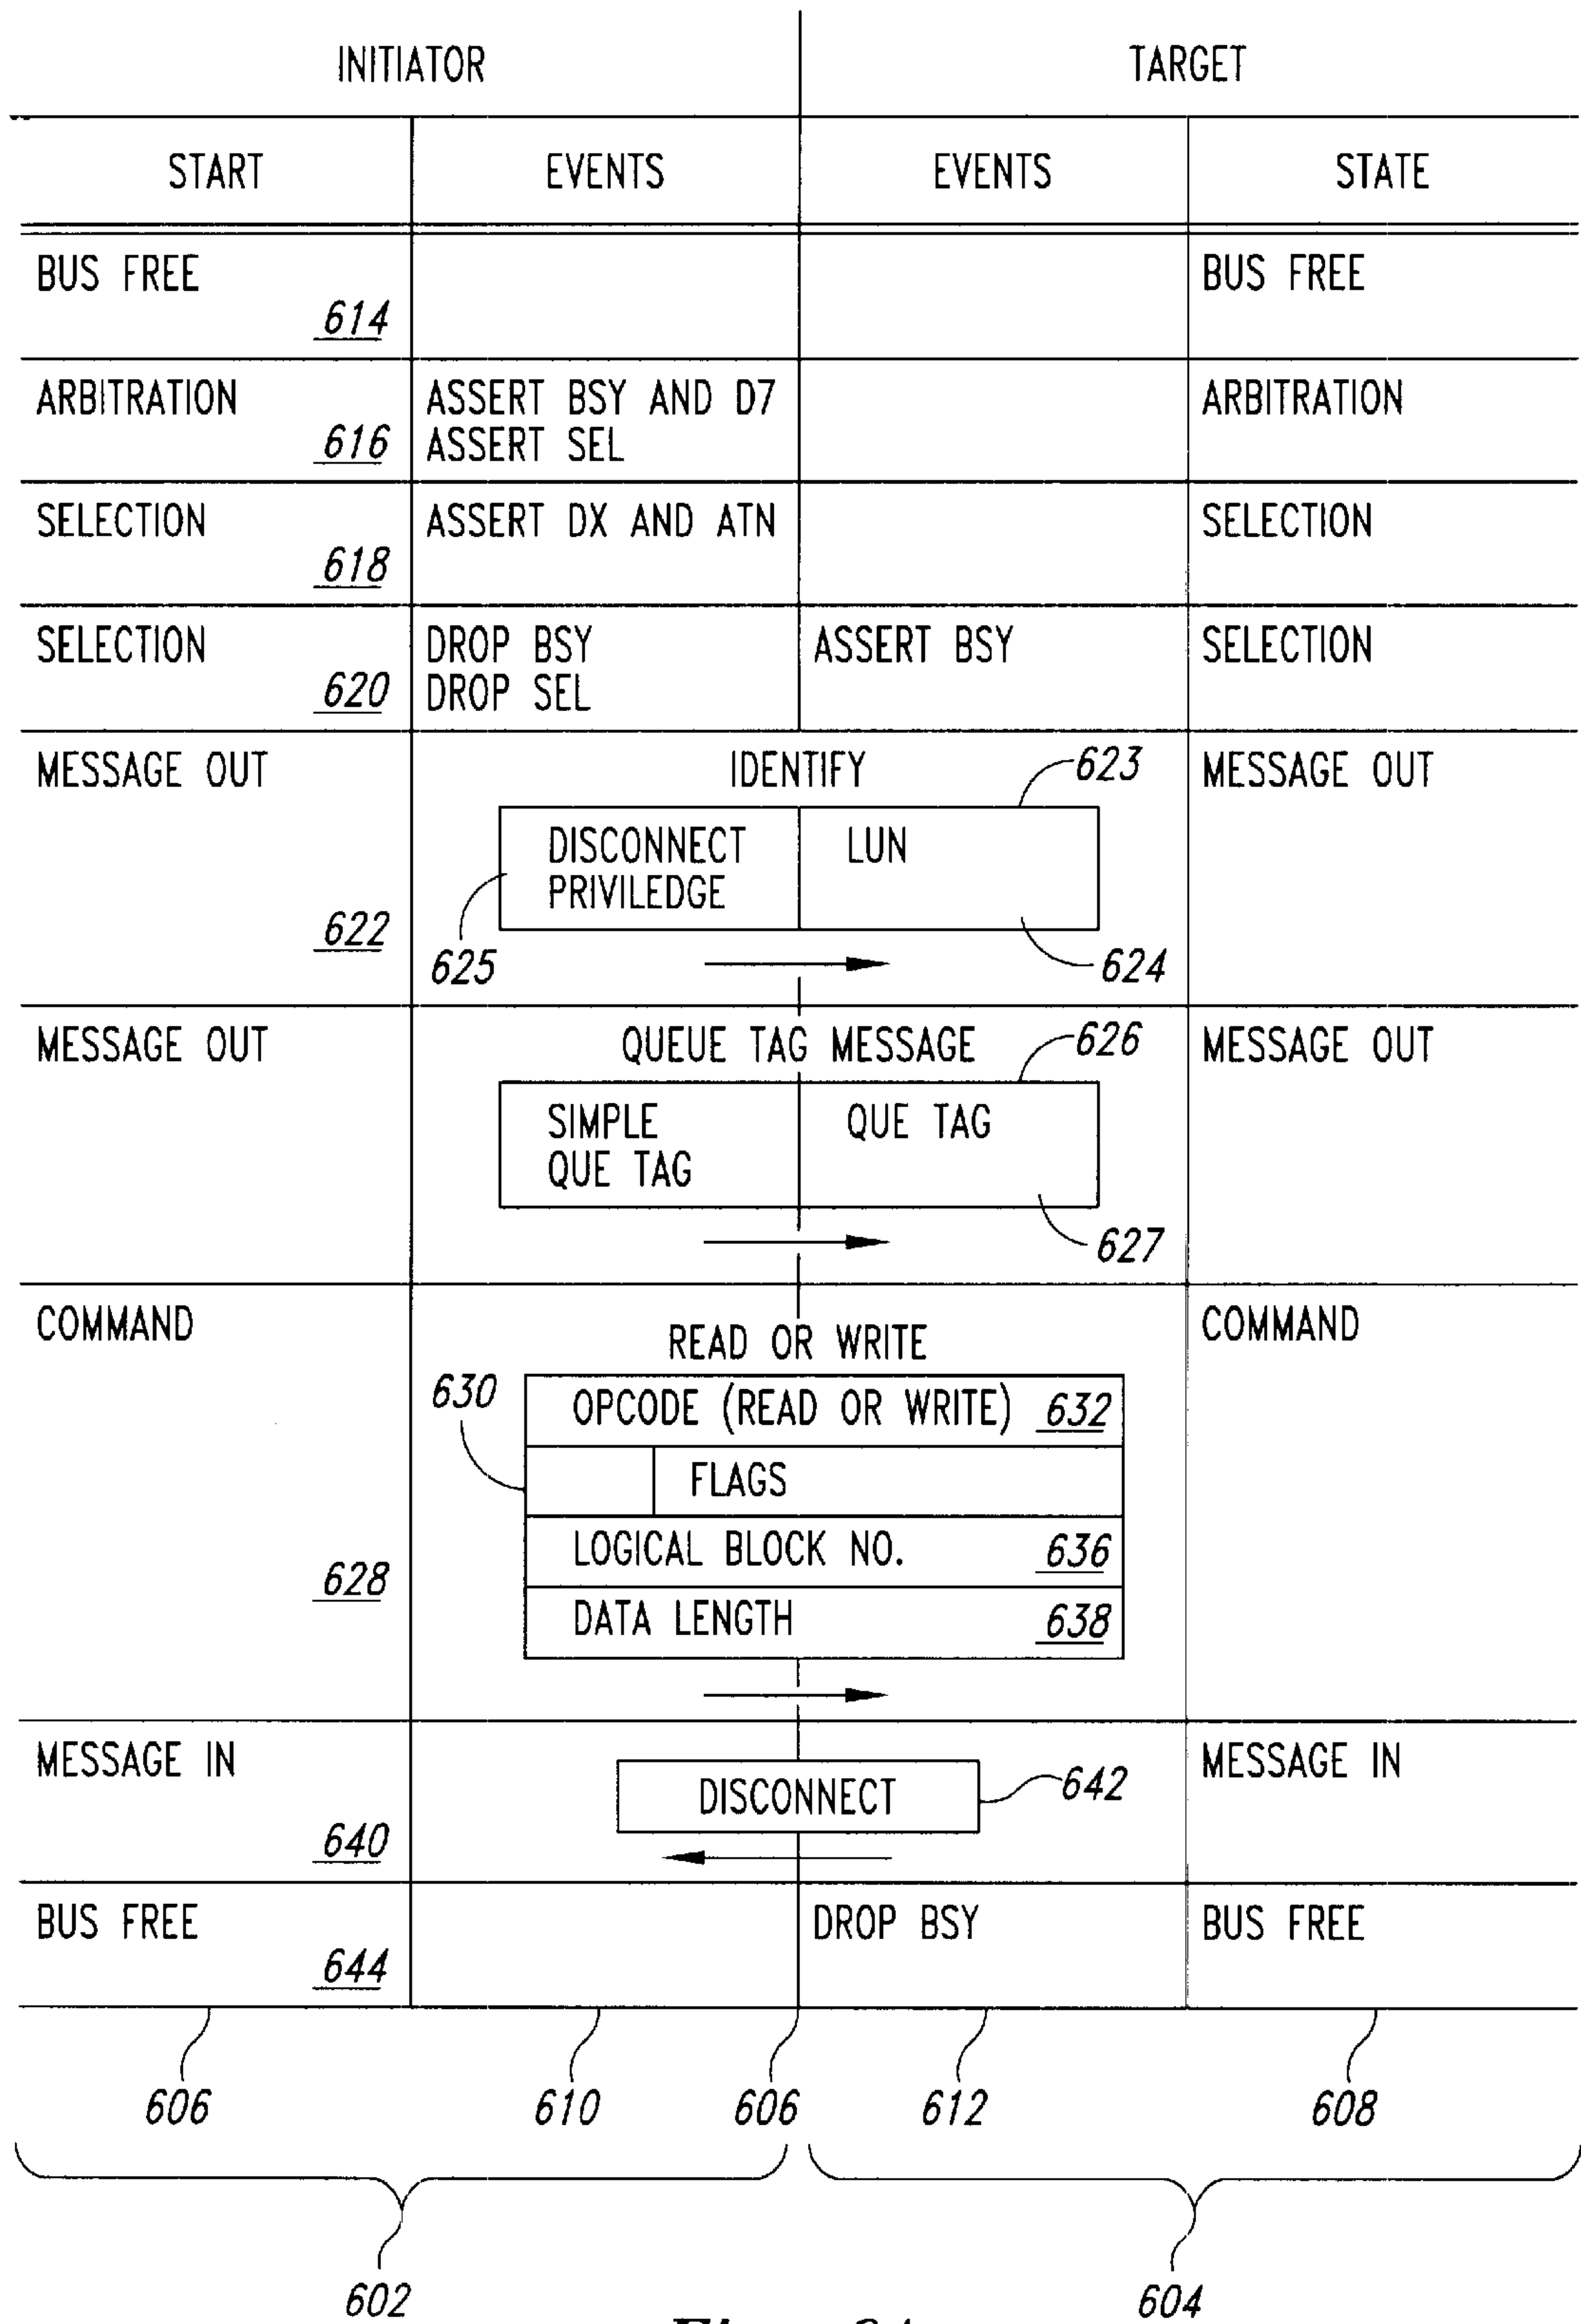 INITIATOR TARGET
START EVENTS EVENTS STATE
BUS FREE BUS FREE
614
ARBITRATION ASSERT BSY AND D7 ARBITRATION
616 ASSERT SEL
SELECTION ASSERT DX AND ATN SELECTION
618
SELECTION DROP BSY ASSERT BSY SELECTION
620 DROP SEL
MESSAGE OUT IDENTIFY 623 MESSAGE OUT
DISCONNECT LUN
PRIVILEDGE
622 625 624
MESSAGE OUT QUEUE TAG MESSAGE 626 MESSAGE OUT
SIMPLE QUE TAG
QUE TAG
627
COMMAND READ OR WRITE COMMAND
630 OPCODE (READ OR WRITE) 632
FLAGS
LOGICAL BLOCK NO. 636
628
DATA LENGTH 638
MESSAGE IN MESSAGE IN
DISCONNECT 642
640
BUS FREE DROP BSY BUS FREE
644
606 610 606 612 608
602 604